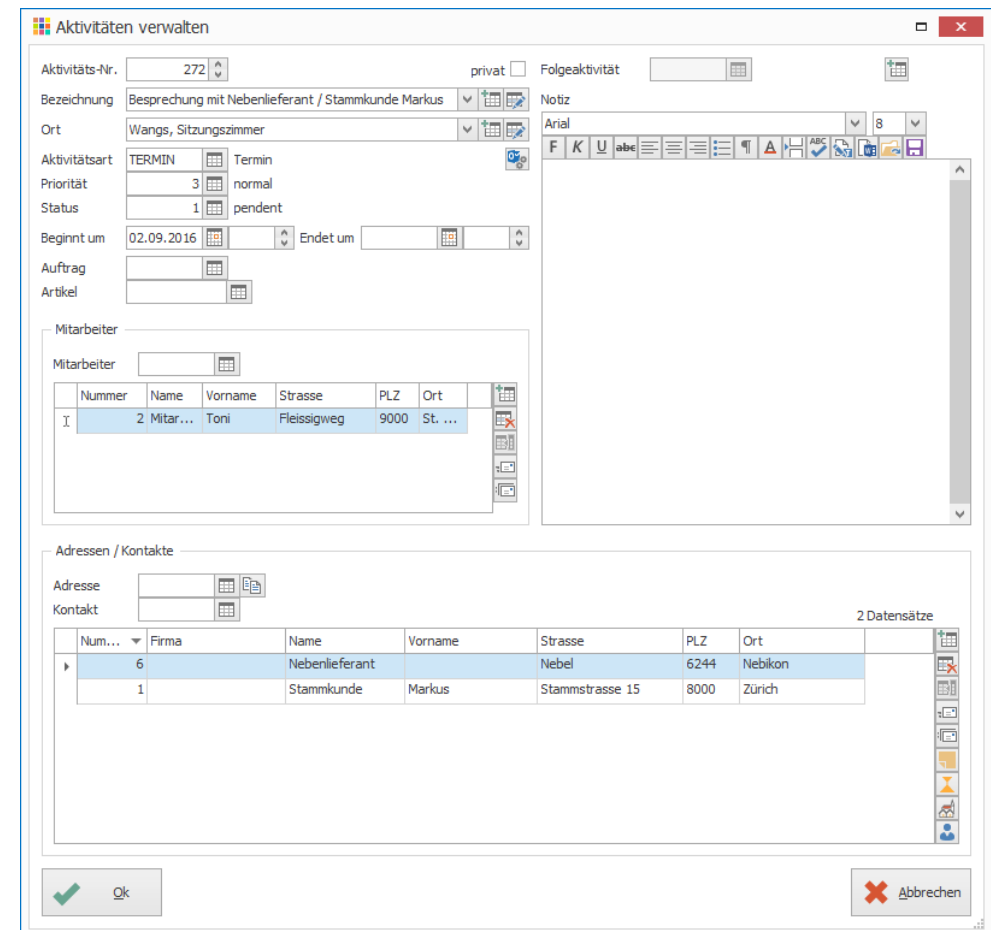 Aktivitäten verwalten
Aktivitäts-Nr. 272 privat
Bezeichnung Besprechung mit Nebenlieferant / Stammkunde Markus
Ort Wangs, Sitzungszimmer
Aktivitätsart TERMIN Termin
Priorität 3 normal
Status 1 pendent
Beginnt um 02.09.2016 Endet um
Auftrag
Artikel
Folgeaktivität
Notiz
Arial 8
F K U abc ¶ A ABC
Mitarbeiter
Mitarbeiter
Nummer Name Vorname Strasse PLZ Ort
2 Mitar... Toni Fleissigweg 9000 St. ...
Adressen / Kontakte
Adresse
Kontakt
2 Datensätze
Num... Firma Name Vorname Strasse PLZ Ort
6 Nebenlieferant Nebel 6244 Nebikon
1 Stammkunde Markus Stammstrasse 15 8000 Zürich
Ok
Abbrechen